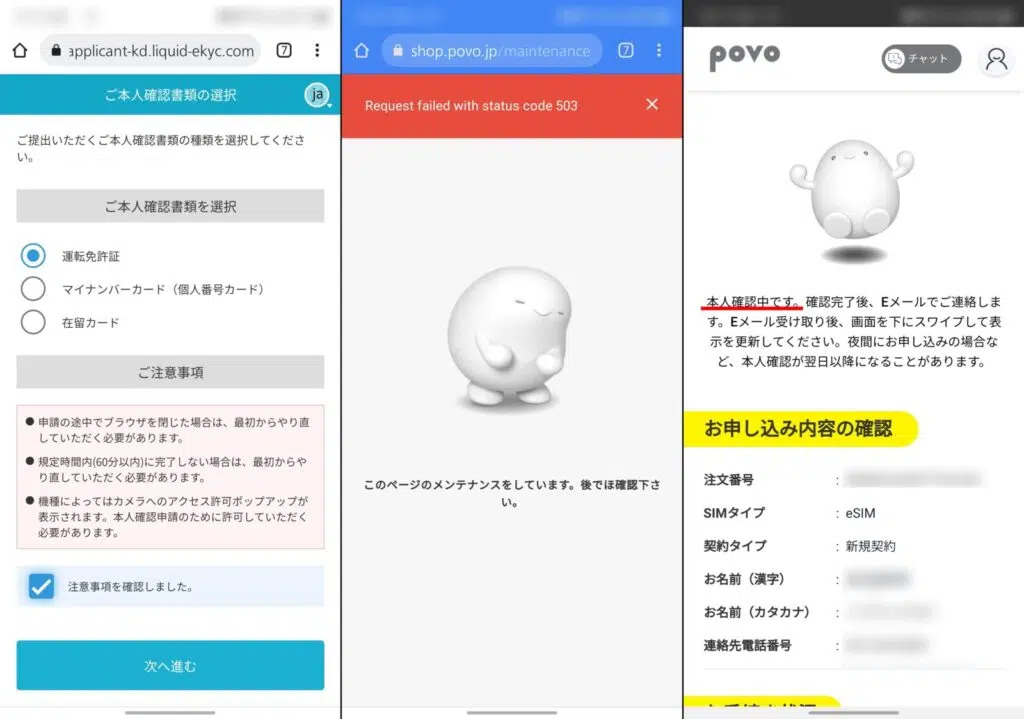 applicant-kd.liquid-ekyc.com
7
ご本人確認書類の選択
ja
ご提出いただくご本人確認書類の種類を選択してくださ
い。
ご本人確認書類を選択
運転免許証
マイナンバーカード（個人番号カード）
在留カード
ご注意事項
● 申請の途中でブラウザを閉じた場合は、最初からやり直
していただく必要があります。
● 規定時間内(60分以内)に完了しない場合は、最初からや
り直していただく必要があります。
● 機種によってはカメラへのアクセス許可ポップアップが
表示されます。本人確認申請のために許可していただく
必要があります。
注意事項を確認しました。
次へ進む
shop.povo.jp/maintenance
7
Request failed with status code 503
このページのメンテナンスをしています。後でほ確認下さ
い。
povo
チャット
本人確認中です。確認完了後、Eメールでご連絡しま
す。Eメール受け取り後、画面を下にスワイプして表
示を更新してください。夜間にお申し込みの場合な
ど、本人確認が翌日以降になることがあります。
お申し込み内容の確認
注文番号 :
SIMタイプ : eSIM
契約タイプ : 新規契約
お名前（漢字） :
お名前（カタカナ） :
連絡先電話番号 :